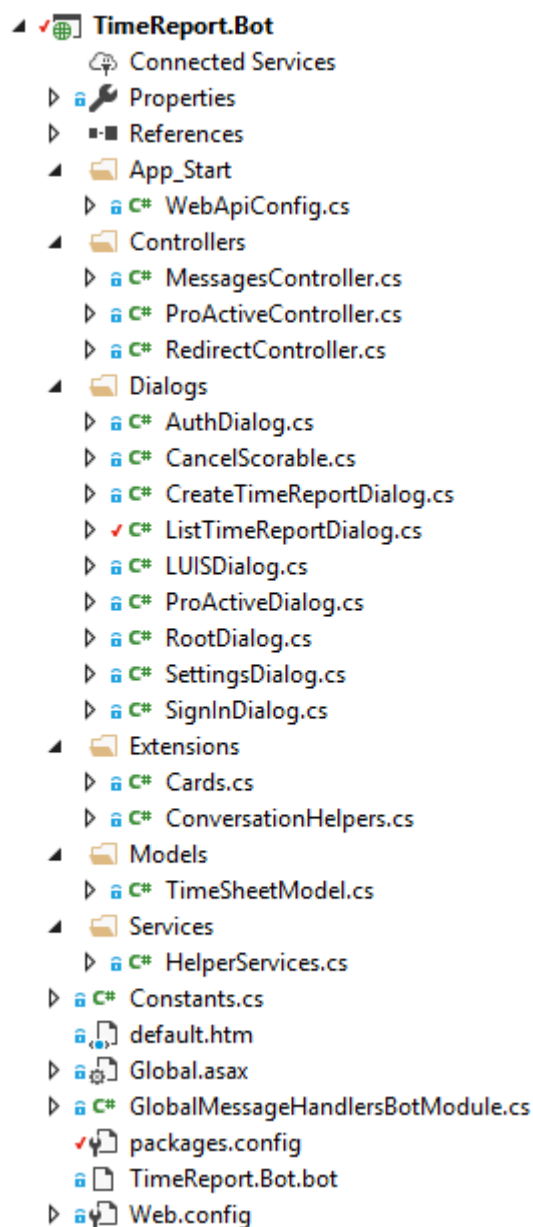 TimeReport.Bot
Connected Services
Properties
References
App_Start
C# WebApiConfig.cs
Controllers
C# MessagesController.cs
C# ProActiveController.cs
C# RedirectController.cs
Dialogs
C# AuthDialog.cs
C# CancelScorable.cs
C# CreateTimeReportDialog.cs
C# ListTimeReportDialog.cs
C# LUISDialog.cs
C# ProActiveDialog.cs
C# RootDialog.cs
C# SettingsDialog.cs
C# SignInDialog.cs
Extensions
C# Cards.cs
C# ConversationHelpers.cs
Models
C# TimeSheetModel.cs
Services
C# HelperServices.cs
C# Constants.cs
default.htm
Global.asax
C# GlobalMessageHandlersBotModule.cs
packages.config
TimeReport.Bot.bot
Web.config